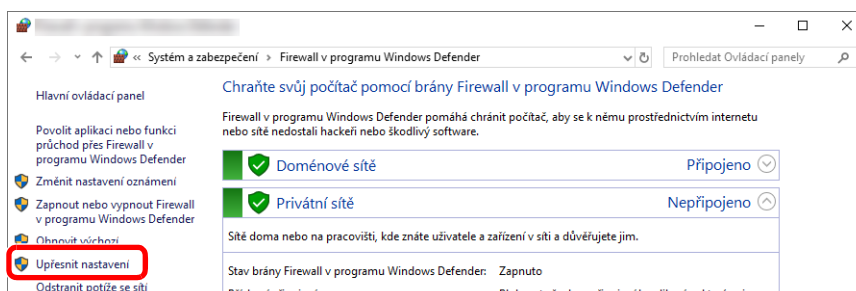 « Systém a zabezpečení › Firewall v programu Windows Defender
Prohledat Ovládací panely
Hlavní ovládací panel
Povolit aplikaci nebo funkci
průchod přes Firewall v
programu Windows Defender
Změnit nastavení oznámení
Zapnout nebo vypnout Firewall
v programu Windows Defender
Obnovit výchozí
Upřesnit nastavení
Odstranit potíže se sítí
Chraňte svůj počítač pomocí brány Firewall v programu Windows Defender
Firewall v programu Windows Defender pomáhá chránit počítač, aby se k němu prostřednictvím internetu
nebo sítě nedostali hackeři nebo škodlivý software.
Doménové sítě Připojeno
Privátní sítě Nepřipojeno
Sítě doma nebo na pracovišti, kde znáte uživatele a zařízení v síti a důvěřujete jim.
Stav brány Firewall v programu Windows Defender: Zapnuto